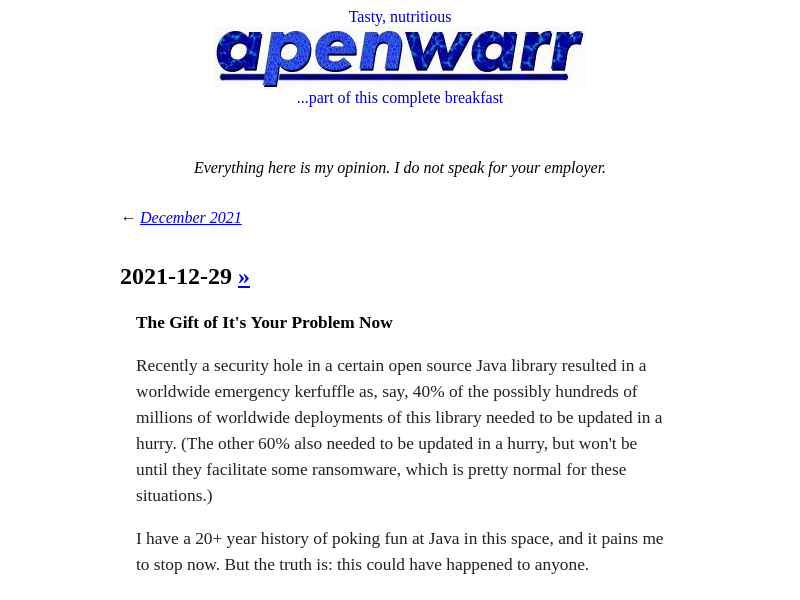 Tasty, nutritious
apenwarr
...part of this complete breakfast
Everything here is my opinion. I do not speak for your employer.
← December 2021
2021-12-29 »
The Gift of It's Your Problem Now
Recently a security hole in a certain open source Java library resulted in a
worldwide emergency kerfuffle as, say, 40% of the possibly hundreds of
millions of worldwide deployments of this library needed to be updated in a
hurry. (The other 60% also needed to be updated in a hurry, but won't be
until they facilitate some ransomware, which is pretty normal for these
situations.)
I have a 20+ year history of poking fun at Java in this space, and it pains me
to stop now. But the truth is: this could have happened to anyone.